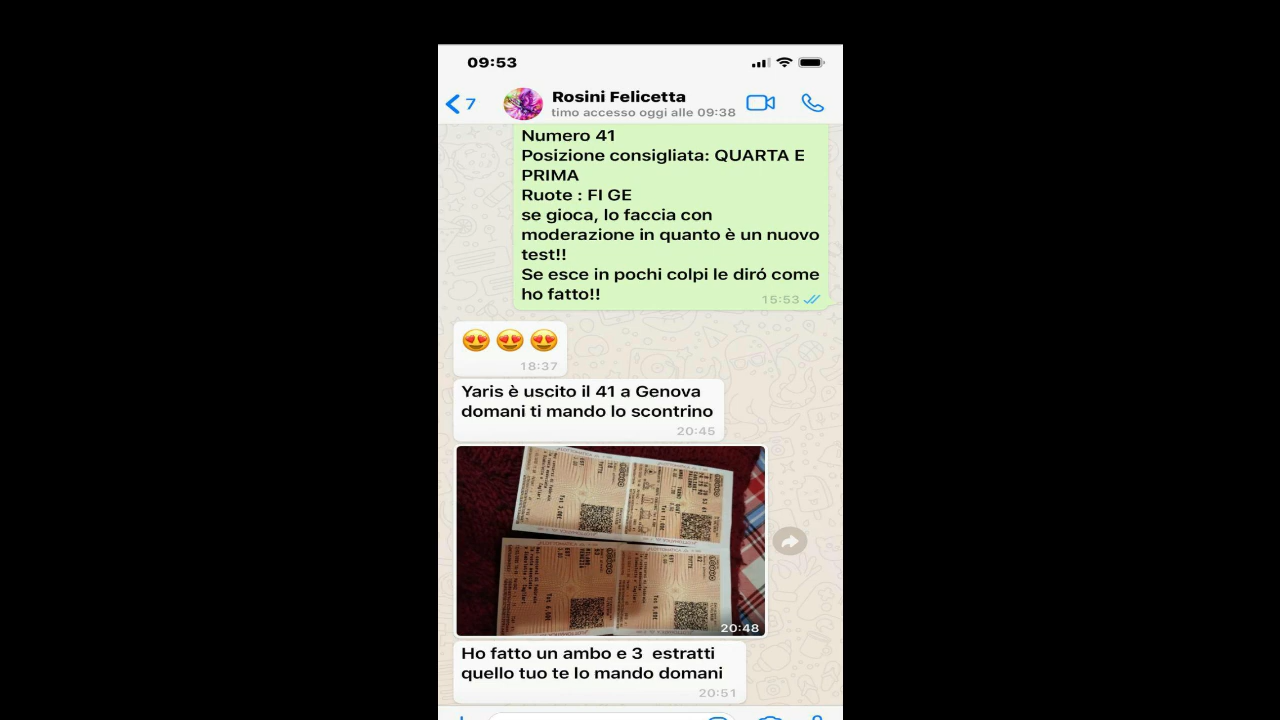 09:53
7
Rosini Felicetta
timo accesso oggi alle 09:38
Numero 41
Posizione consigliata: QUARTA E
PRIMA
Ruote : FI GE
se gioca, lo faccia con
moderazione in quanto è un nuovo
test!!
Se esce in pochi colpi le diró come
ho fatto!!
15:53
😍 😍 😍
18:37
Yaris è uscito il 41 a Genova
domani ti mando lo scontrino
20:45
20:48
Ho fatto un ambo e 3 estratti
quello tuo te lo mando domani
20:51